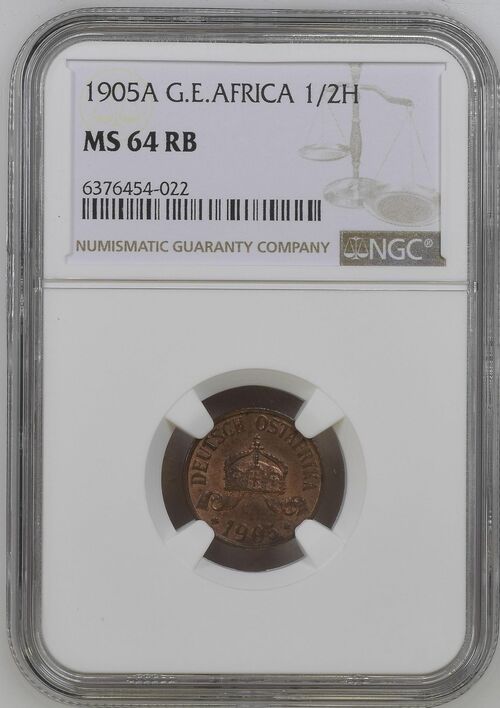 1905A G.E.AFRICA 1/2H
MS 64 RB
6376454-022
NUMISMATIC GUARANTY COMPANY
NGC®
DEUTSCH OSTAFRIKA
1905